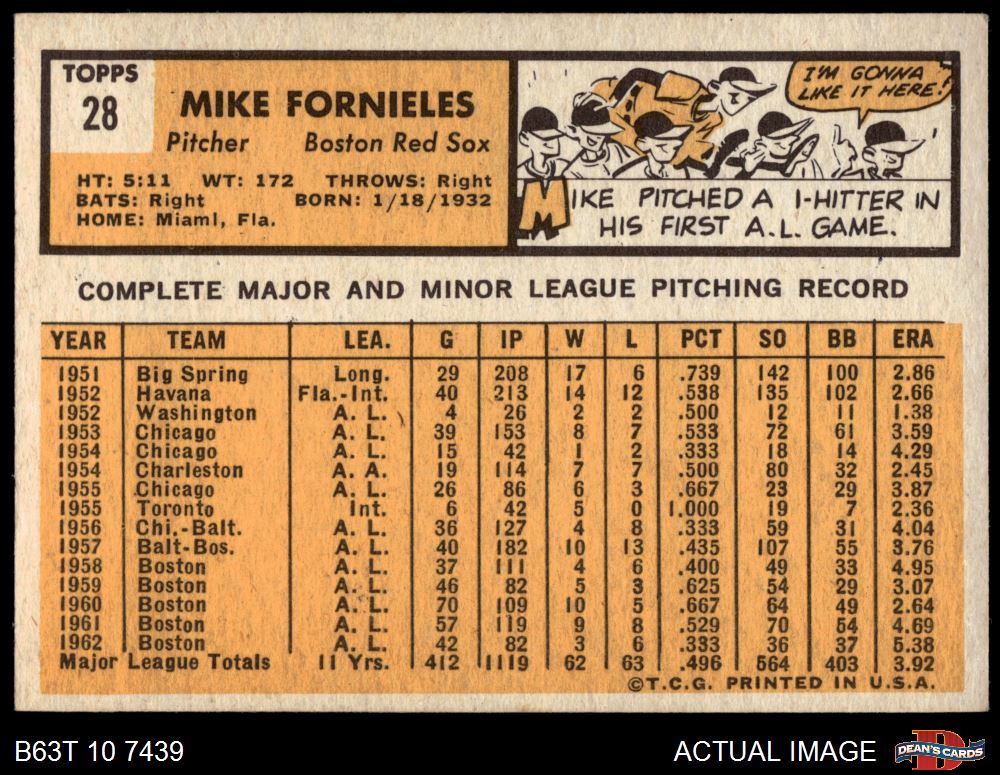 TOPPS
28
MIKE FORNIELES
Pitcher Boston Red Sox
HT: 5:11 WT: 172 THROWS: Right
BATS: Right BORN: 1/18/1932
HOME: Miaml, Fla.
I'M GONNA
LIKE IT HERE!
MIKE PITCHED A 1-HITTER IN
HIS FIRST A.L. GAME.
COMPLETE MAJOR AND MINOR LEAGUE PITCHING RECORD
YEAR TEAM LEA. G IP W L PCT SO BB ERA
1951 Big Spring Long. 29 208 17 6 .739 142 100 2.86
1952 Havana Fla.-Int. 40 213 14 12 .538 135 102 2.66
1952 Washington A. L. 4 26 2 2 .500 12 11 1.38
1953 Chicago A. L. 39 153 8 7 .533 72 61 3.59
1954 Chicago A. L. 15 42 1 2 .333 18 14 4.29
1954 Charleston A. A. 19 114 7 7 .500 80 32 2.45
1955 Chicago A. L. 26 86 6 3 .667 23 29 3.87
1955 Toronto Int. 6 42 5 0 1.000 19 7 2.36
1956 Chi.-Balt. A. L. 36 127 4 8 .333 59 31 4.04
1957 Balt-Bos. A. L. 40 182 10 13 .435 107 55 3.76
1958 Boston A. L. 37 111 4 6 .400 49 33 4.95
1959 Boston A. L. 46 82 5 3 .625 54 29 3.07
1960 Boston A. L. 70 109 10 5 .667 64 49 2.64
1961 Boston A. L. 57 119 9 8 .529 70 54 4.69
1962 Boston A. L. 42 82 3 6 .333 36 37 5.38
Major League Totals 11 Yrs. 412 1119 62 63 .496 564 403 3.92
©T.C.G. PRINTED IN U.S.A.
B63T 10 7439
ACTUAL IMAGE
D
DEAN'S CARDS